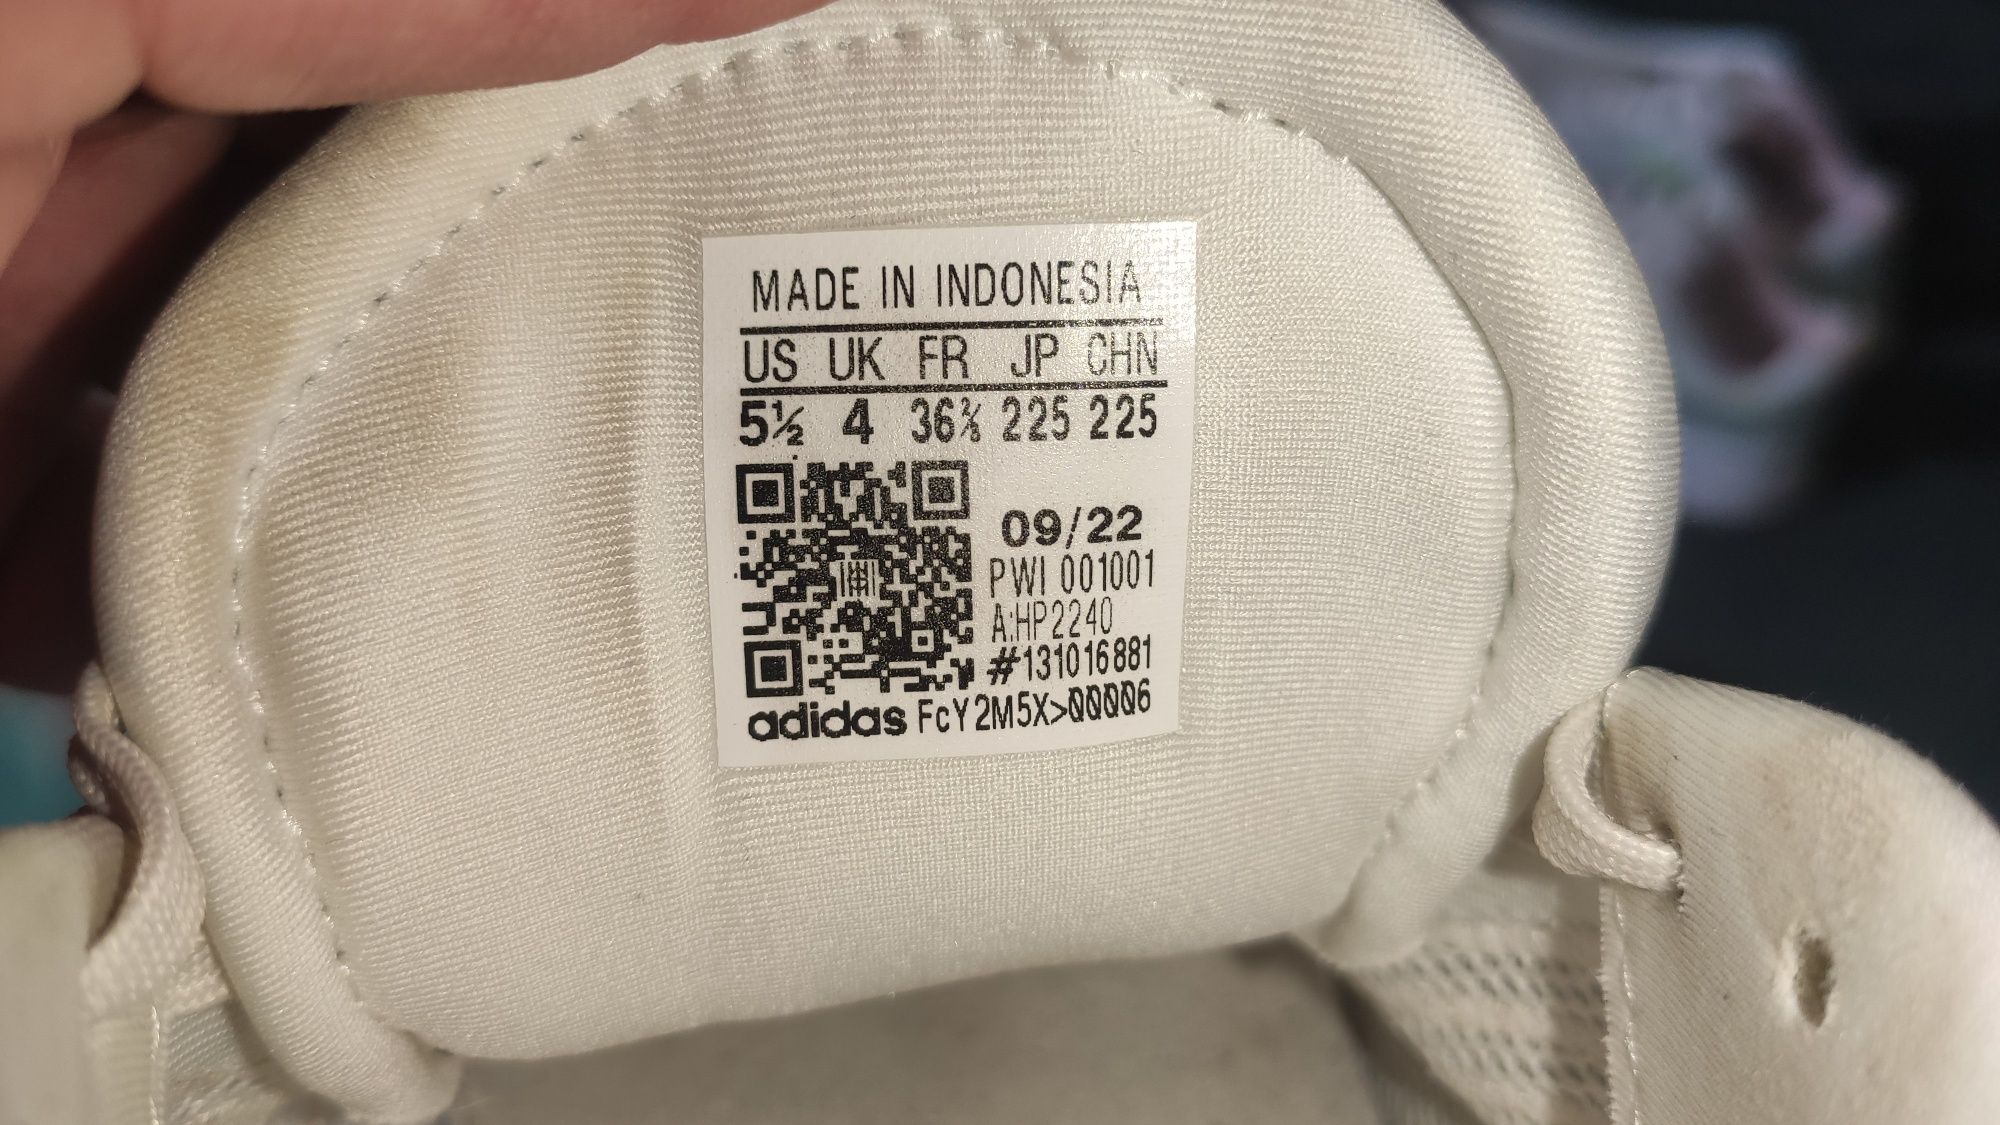 MADE IN INDONESIA
US UK FR JP CHN
5½ 4 36⅔ 225 225
09/22
PWI 001001
A:HP2240
#131016881
adidas FcY2M5X>00006